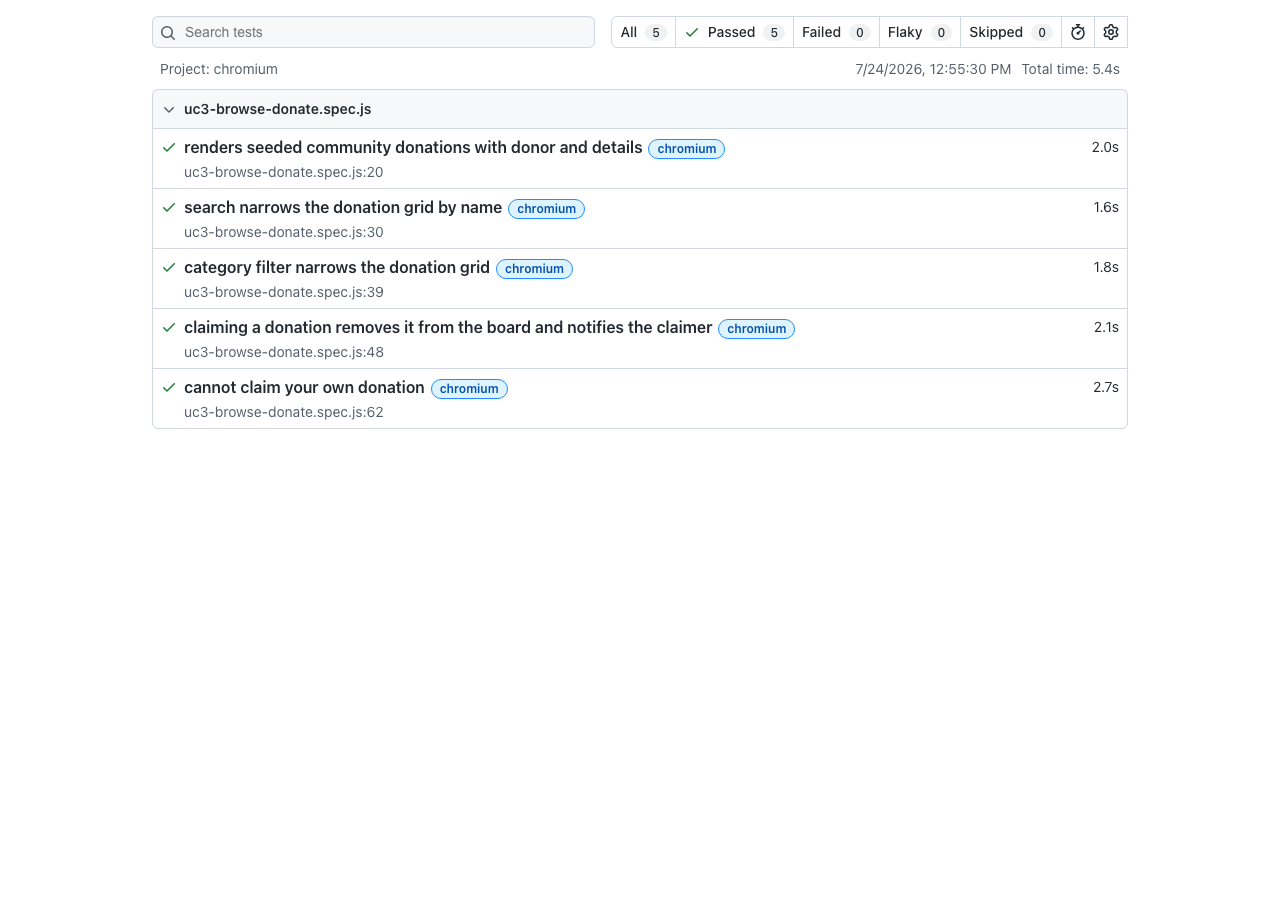 Search tests
All 5 Passed 5 Failed 0 Flaky 0 Skipped 0
Project: chromium 7/24/2026, 12:55:30 PM Total time: 5.4s
uc3-browse-donate.spec.js
renders seeded community donations with donor and details chromium 2.0s
uc3-browse-donate.spec.js:20
search narrows the donation grid by name chromium 1.6s
uc3-browse-donate.spec.js:30
category filter narrows the donation grid chromium 1.8s
uc3-browse-donate.spec.js:39
claiming a donation removes it from the board and notifies the claimer chromium 2.1s
uc3-browse-donate.spec.js:48
cannot claim your own donation chromium 2.7s
uc3-browse-donate.spec.js:62